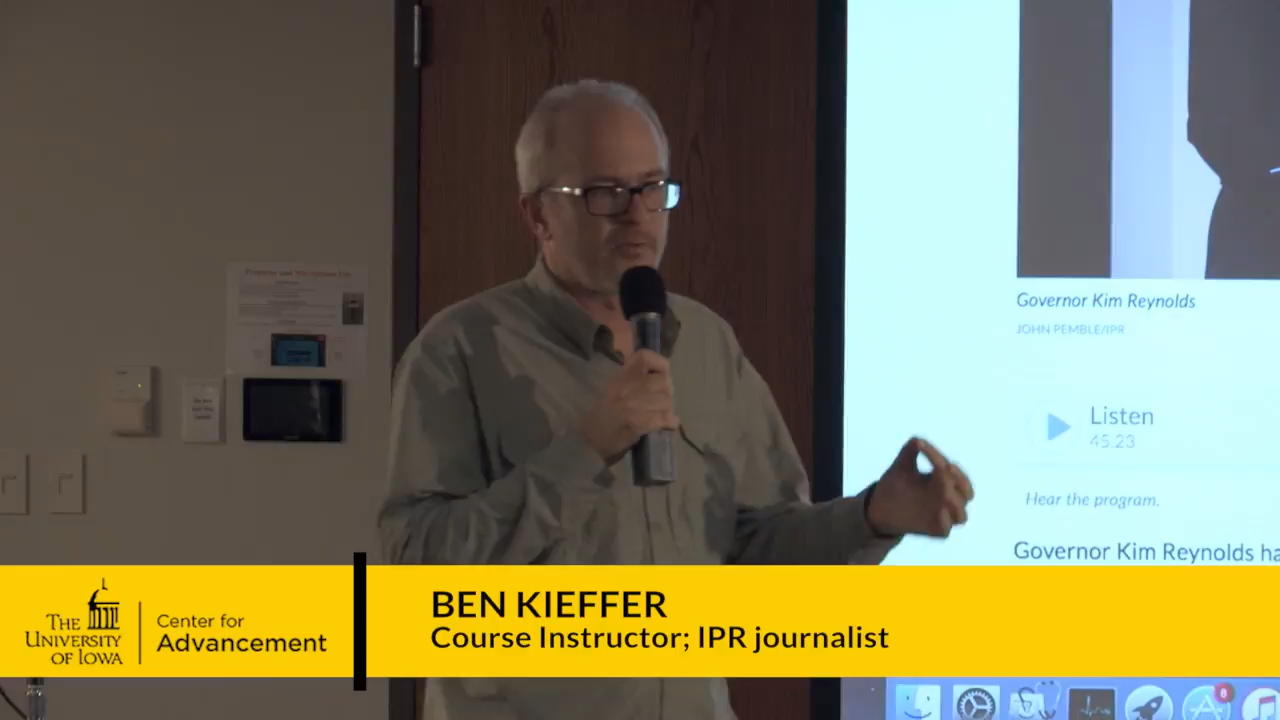 Governor Kim Reynolds
JOHN PEMBLE/IPR
Listen
45.23
Hear the program.
Governor Kim Reynolds ha
THE
UNIVERSITY
OF IOWA
Center for
Advancement
BEN KIEFFER
Course Instructor; IPR journalist
8